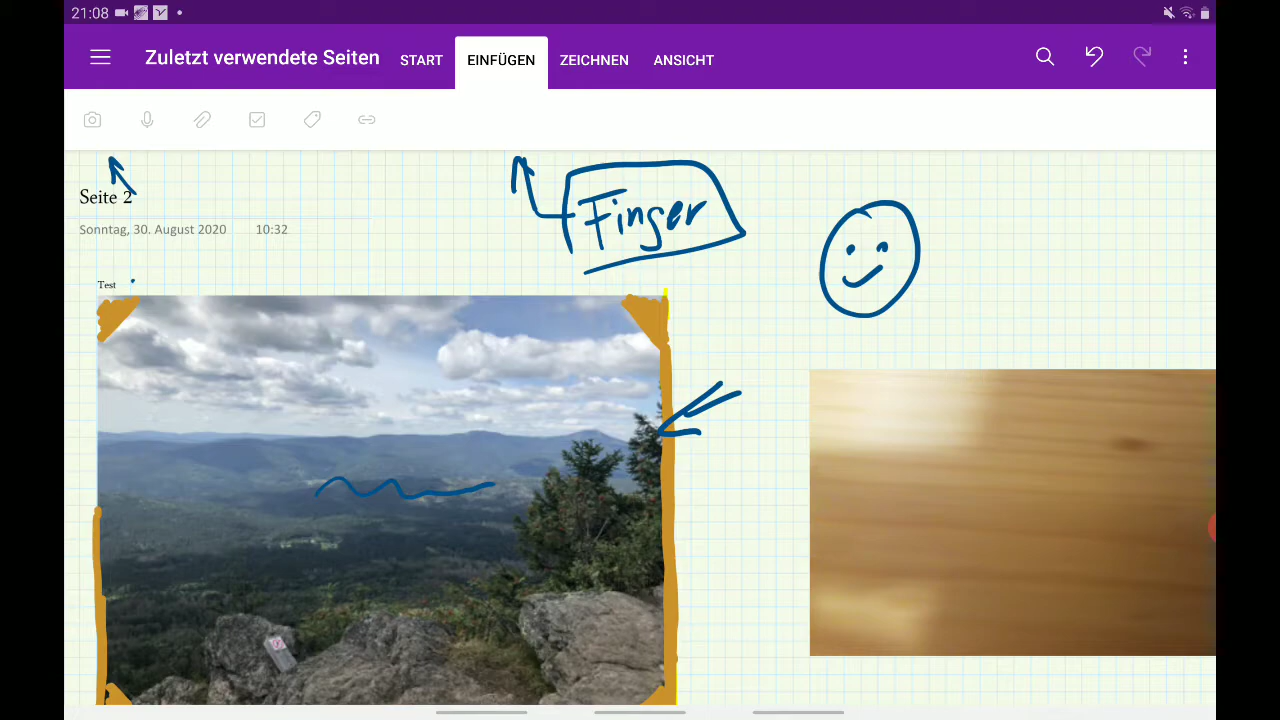 21:08
Zuletzt verwendete Seiten START EINFÜGEN ZEICHNEN ANSICHT
Seite 2
Sonntag, 30. August 2020 10:32
Finger
Test